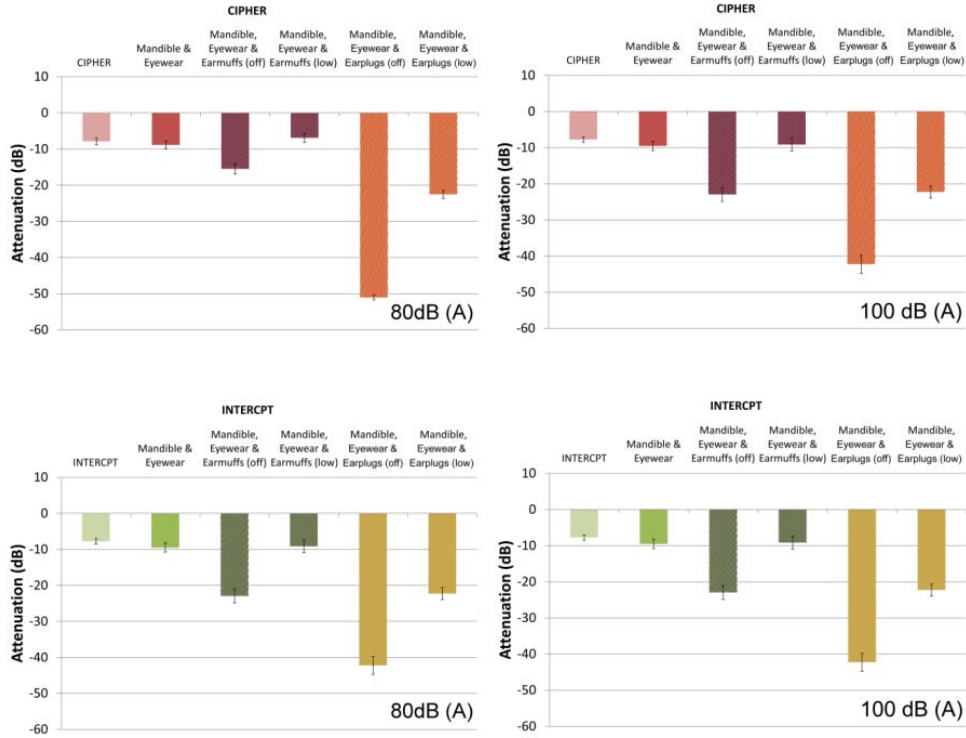 CIPHER
CIPHER
Mandible &
Eyewear
Mandible,
Eyewear &
Earmuffs (off)
Mandible,
Eyewear &
Earmuffs (low)
Mandible,
Eyewear &
Earplugs (off)
Mandible,
Eyewear &
Earplugs (low)
Attenuation (dB)
10
0
-10
-20
-30
-40
-50
-60
80dB (A)
CIPHER
CIPHER
Mandible &
Eyewear
Mandible,
Eyewear &
Earmuffs (off)
Mandible,
Eyewear &
Earmuffs (low)
Mandible,
Eyewear &
Earplugs (off)
Mandible,
Eyewear &
Earplugs (low)
Attenuation (dB)
10
0
-10
-20
-30
-40
-50
-60
100 dB (A)
INTERCPT
INTERCPT
Mandible &
Eyewear
Mandible,
Eyewear &
Earmuffs (off)
Mandible,
Eyewear &
Earmuffs (low)
Mandible,
Eyewear &
Earplugs (off)
Mandible,
Eyewear &
Earplugs (low)
Attenuation (dB)
10
0
-10
-20
-30
-40
-50
-60
80dB (A)
INTERCPT
INTERCPT
Mandible &
Eyewear
Mandible,
Eyewear &
Earmuffs (off)
Mandible,
Eyewear &
Earmuffs (low)
Mandible,
Eyewear &
Earplugs (off)
Mandible,
Eyewear &
Earplugs (low)
Attenuation (dB)
10
0
-10
-20
-30
-40
-50
-60
100 dB (A)